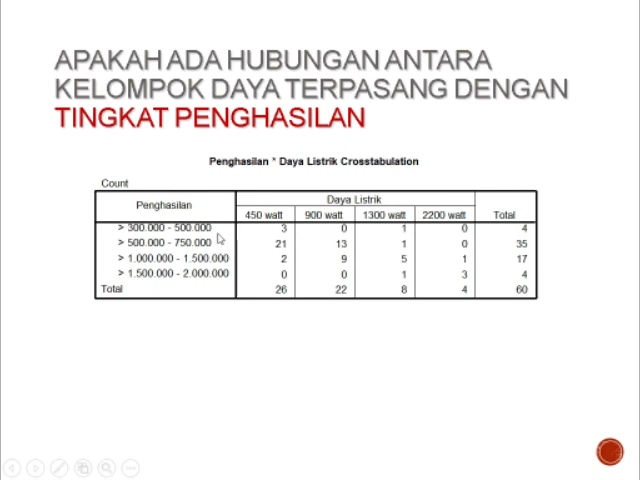 APAKAH ADA HUBUNGAN ANTARA
KELOMPOK DAYA TERPASANG DENGAN
TINGKAT PENGHASILAN
Penghasilan * Daya Listrik Crosstabulation
Count
Penghasilan Daya Listrik Total
450 watt 900 watt 1300 watt 2200 watt
> 300.000 - 500.000 3 0 1 0 4
> 500.000 - 750.000 21 13 1 0 35
> 1.000.000 - 1.500.000 2 9 5 1 17
> 1.500.000 - 2.000.000 0 0 1 3 4
Total 26 22 8 4 60